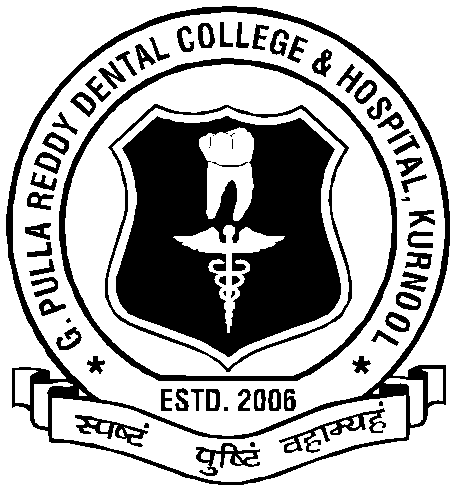 * G. PULLA REDDY DENTAL COLLEGE & HOSPITAL, KURNOOL *
ESTD. 2006
स्पष्टं पुष्टिं वहाम्यहं